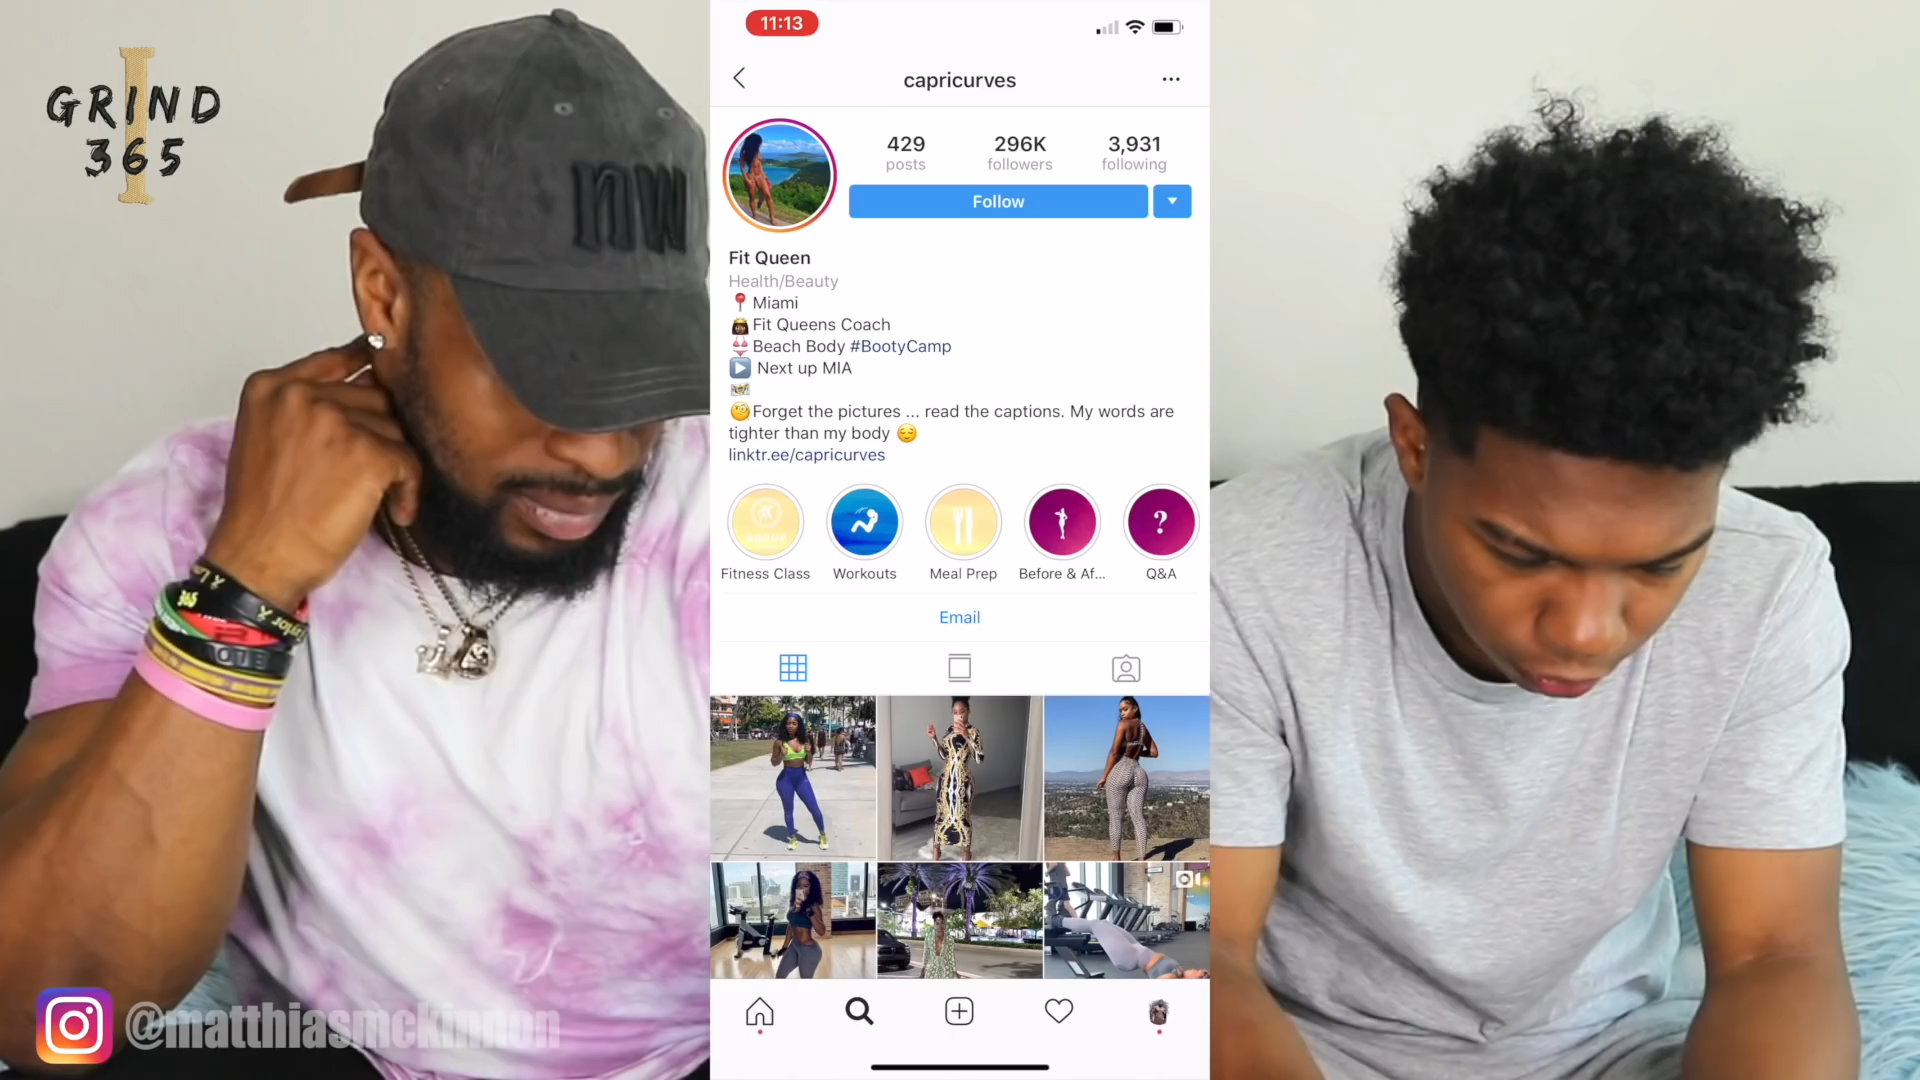 GRIND
365
nw
@matthiasmckinnon
11:13
capricurves
429
posts
296K
followers
3,931
following
Follow
Fit Queen
Health/Beauty
Miami
Fit Queens Coach
Beach Body #BootyCamp
Next up MIA
Forget the pictures ... read the captions. My words are
tighter than my body
linktr.ee/capricurves
?
Fitness Class
Workouts
Meal Prep
Before & Af...
Q&A
Email